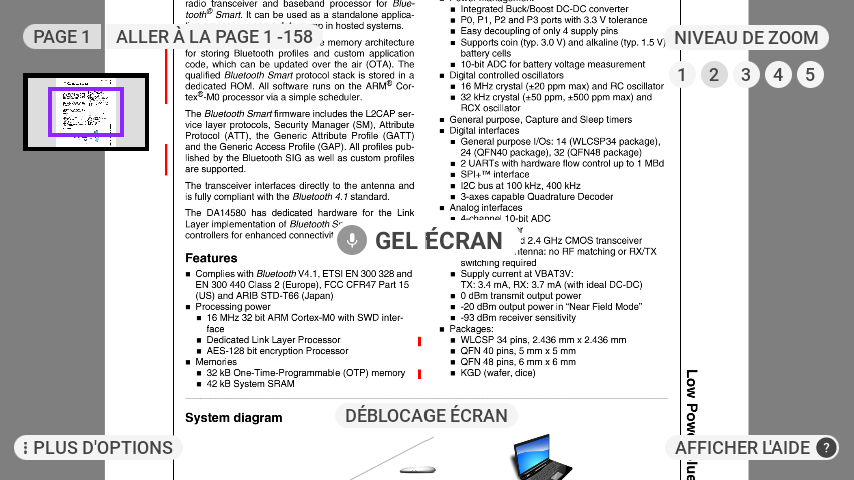 radio transceiver and baseband processor for Blue-
tooth® Smart. It can be used as a standalone applica-
in hosted systems.
PAGE 1
ALLER À LA PAGE 1 -158
NIVEAU DE ZOOM
1 2 3 4 5
memory architecture
for storing Bluetooth profiles and custom application
code, which can be updated over the air (OTA). The
qualified Bluetooth Smart protocol stack is stored in a
dedicated ROM. All software runs on the ARM® Cor-
tex®-M0 processor via a simple scheduler.
The Bluetooth Smart firmware includes the L2CAP ser-
vice layer protocols, Security Manager (SM), Attribute
Protocol (ATT), the Generic Attribute Profile (GATT)
and the Generic Access Profile (GAP). All profiles pub-
lished by the Bluetooth SIG as well as custom profiles
are supported.
The transceiver interfaces directly to the antenna and
is fully compliant with the Bluetooth 4.1 standard.
The DA14580 has dedicated hardware for the Link
Layer implementation of Bluetooth
controllers for enhanced
Features
■ Complies with Bluetooth V4.1, ETSI EN 300 328 and
EN 300 440 Class 2 (Europe), FCC CFR47 Part 15
(US) and ARIB STD-T66 (Japan)
■ Processing power
■ 16 MHz 32 bit ARM Cortex-M0 with SWD inter-
face
■ Dedicated Link Layer Processor
■ AES-128 bit encryption Processor
■ Memories
■ 32 kB One-Time-Programmable (OTP) memory
■ 42 kB System SRAM
■ Integrated Buck/Boost DC-DC converter
■ P0, P1, P2 and P3 ports with 3.3 V tolerance
■ Easy decoupling of only 4 supply pins
■ Supports coin (typ. 3.0 V) and alkaline (typ. 1.5 V)
battery cells
■ 10-bit ADC for battery voltage measurement
■ Digital controlled oscillators
■ 16 MHz crystal (±20 ppm max) and RC oscillator
■ 32 kHz crystal (±50 ppm, ±500 ppm max) and
RCX oscillator
■ General purpose, Capture and Sleep timers
■ Digital interfaces
■ General purpose I/Os: 14 (WLCSP34 package),
24 (QFN40 package), 32 (QFN48 package)
■ 2 UARTs with hardware flow control up to 1 MBd
■ SPI+™ interface
■ I2C bus at 100 kHz, 400 kHz
■ 3-axes capable Quadrature Decoder
■ Analog interfaces
■ 4-channel 10-bit ADC
2.4 GHz CMOS transceiver
no RF matching or RX/TX
switching required
■ Supply current at VBAT3V:
TX: 3.4 mA, RX: 3.7 mA (with ideal DC-DC)
■ 0 dBm transmit output power
■ -20 dBm output power in “Near Field Mode”
■ -93 dBm receiver sensitivity
■ Packages:
■ WLCSP 34 pins, 2.436 mm x 2.436 mm
■ QFN 40 pins, 5 mm x 5 mm
■ QFN 48 pins, 6 mm x 6 mm
■ KGD (wafer, dice)
GEL ÉCRAN
System diagram
DÉBLOCAGE ÉCRAN
Low
PLUS D'OPTIONS
AFFICHER L'AIDE ?